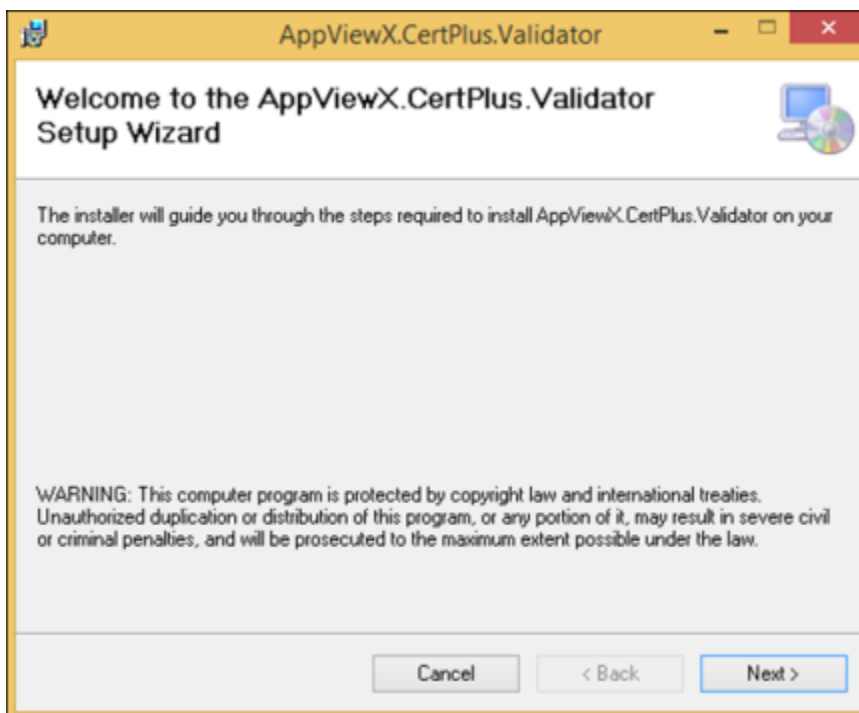 AppViewX.CertPlus.Validator
Welcome to the AppViewX.CertPlus.Validator
Setup Wizard
The installer will guide you through the steps required to install AppViewX.CertPlus.Validator on your
computer.
WARNING: This computer program is protected by copyright law and international treaties.
Unauthorized duplication or distribution of this program, or any portion of it, may result in severe civil
or criminal penalties, and will be prosecuted to the maximum extent possible under the law.
Cancel < Back Next >